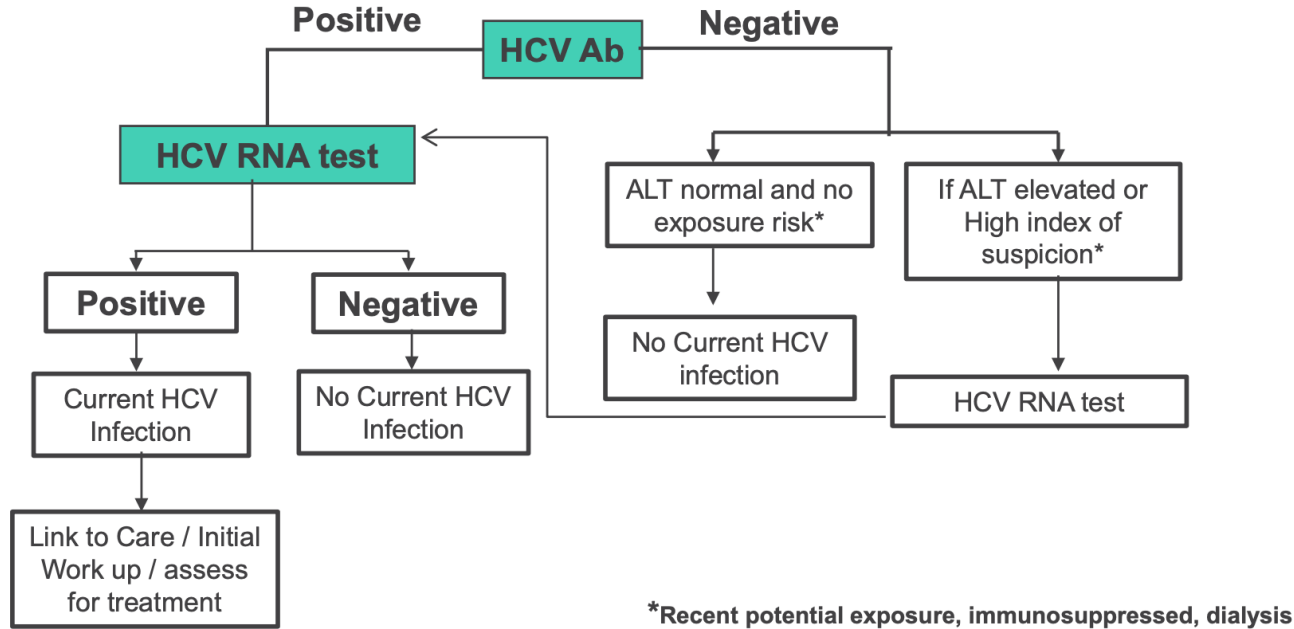 Positive
HCV Ab
Negative
HCV RNA test
ALT normal and no
exposure risk*
If ALT elevated or
High index of
suspicion*
Positive
Negative
No Current HCV
infection
Current HCV
Infection
No Current HCV
Infection
HCV RNA test
Link to Care / Initial
Work up / assess
for treatment
*Recent potential exposure, immunosuppressed, dialysis